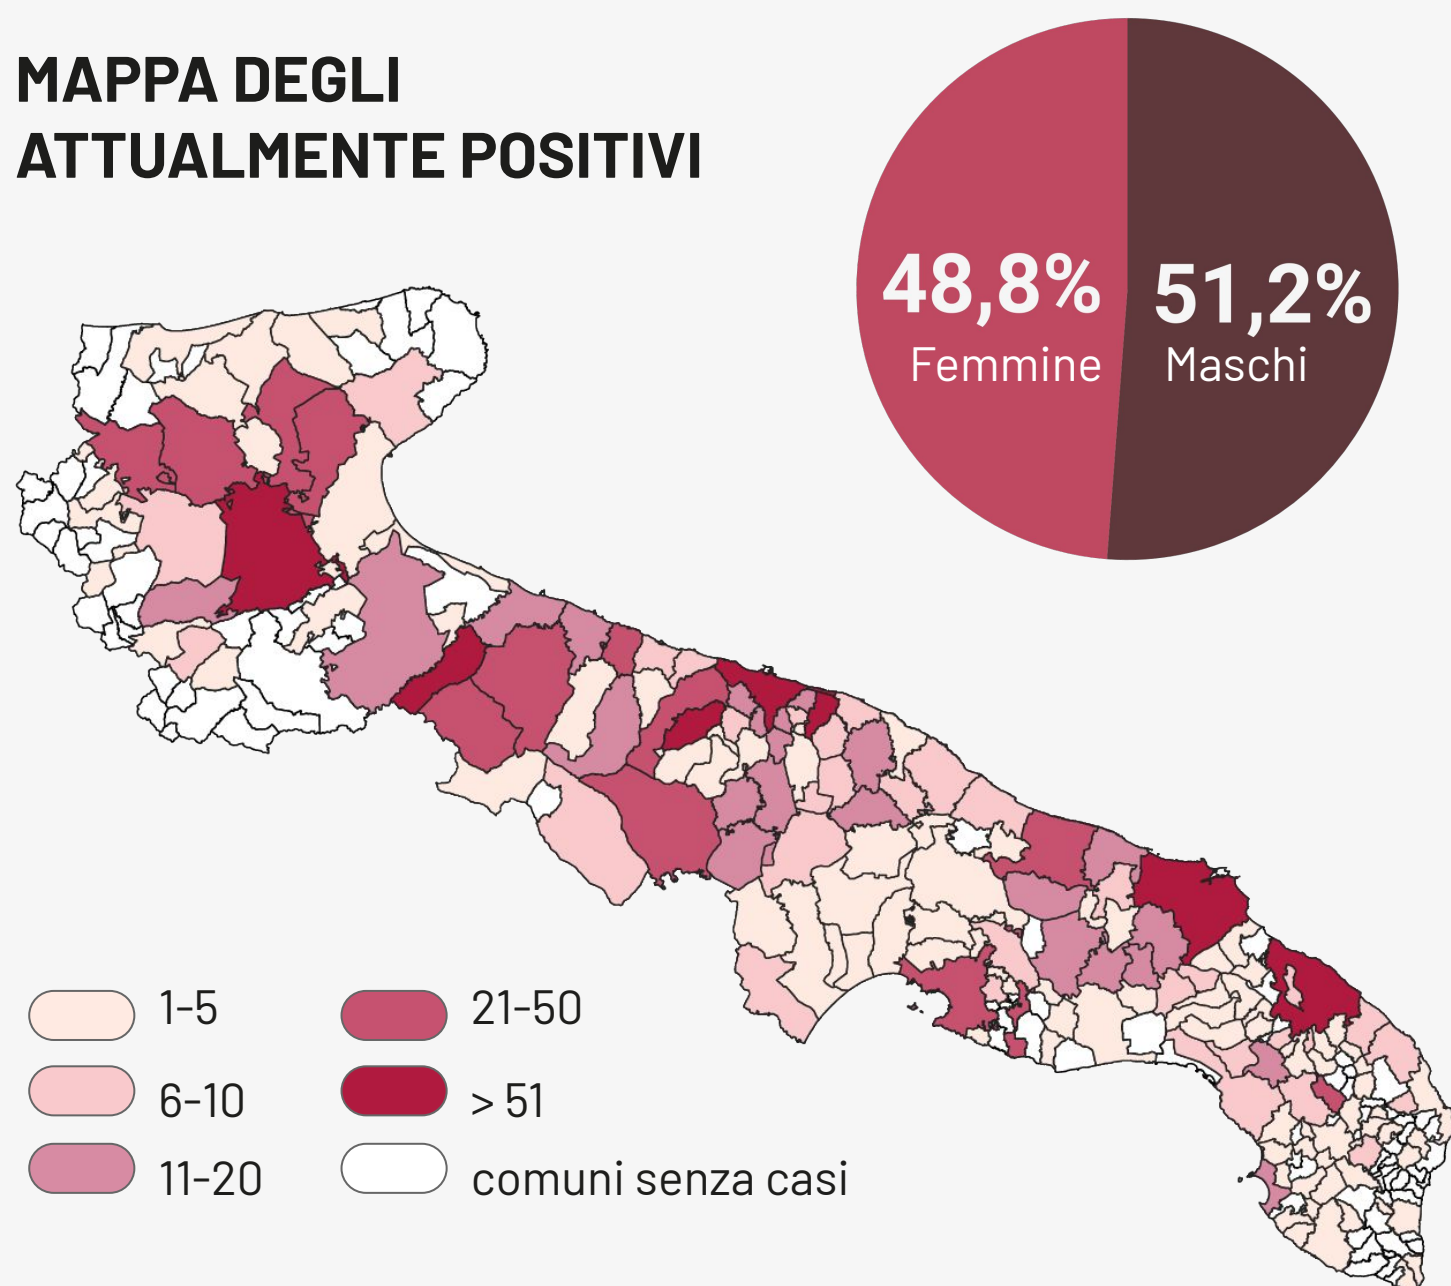 MAPPA DEGLI
ATTUALMENTE POSITIVI
48,8%
Femmine
51,2%
Maschi
1-5
6-10
11-20
21-50
> 51
comuni senza casi